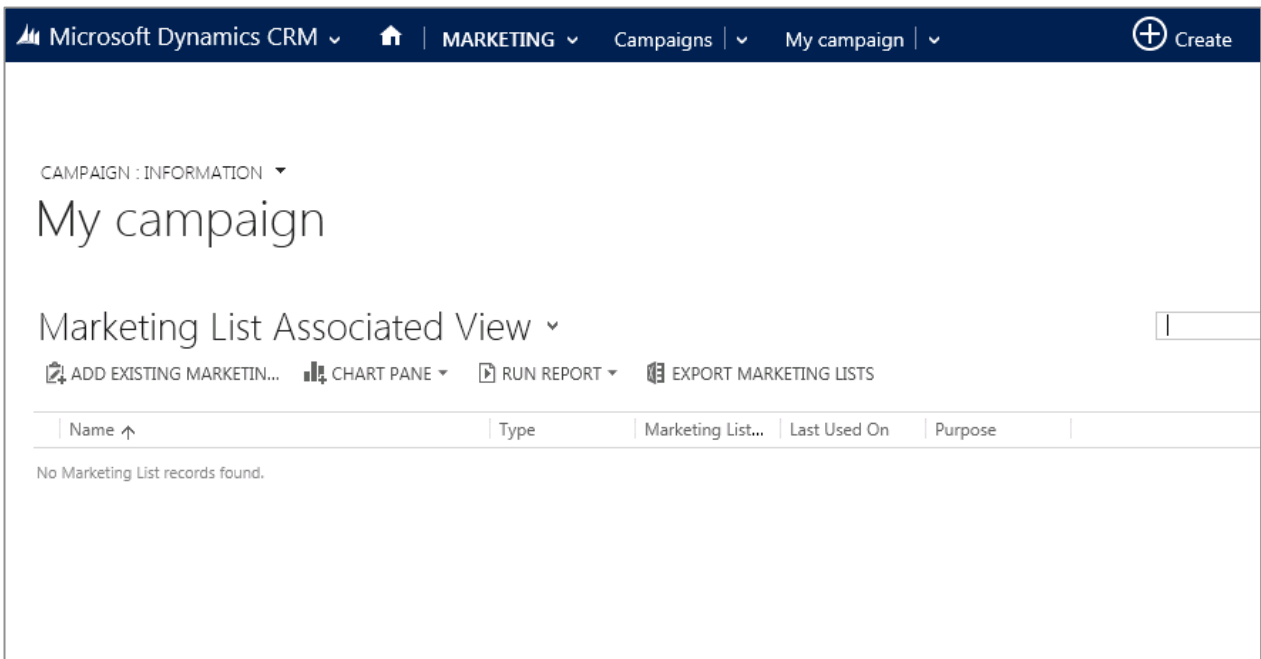 Microsoft Dynamics CRM MARKETING Campaigns My campaign Create
CAMPAIGN : INFORMATION
My campaign
Marketing List Associated View
ADD EXISTING MARKETIN... CHART PANE RUN REPORT EXPORT MARKETING LISTS
Name Type Marketing List... Last Used On Purpose
No Marketing List records found.